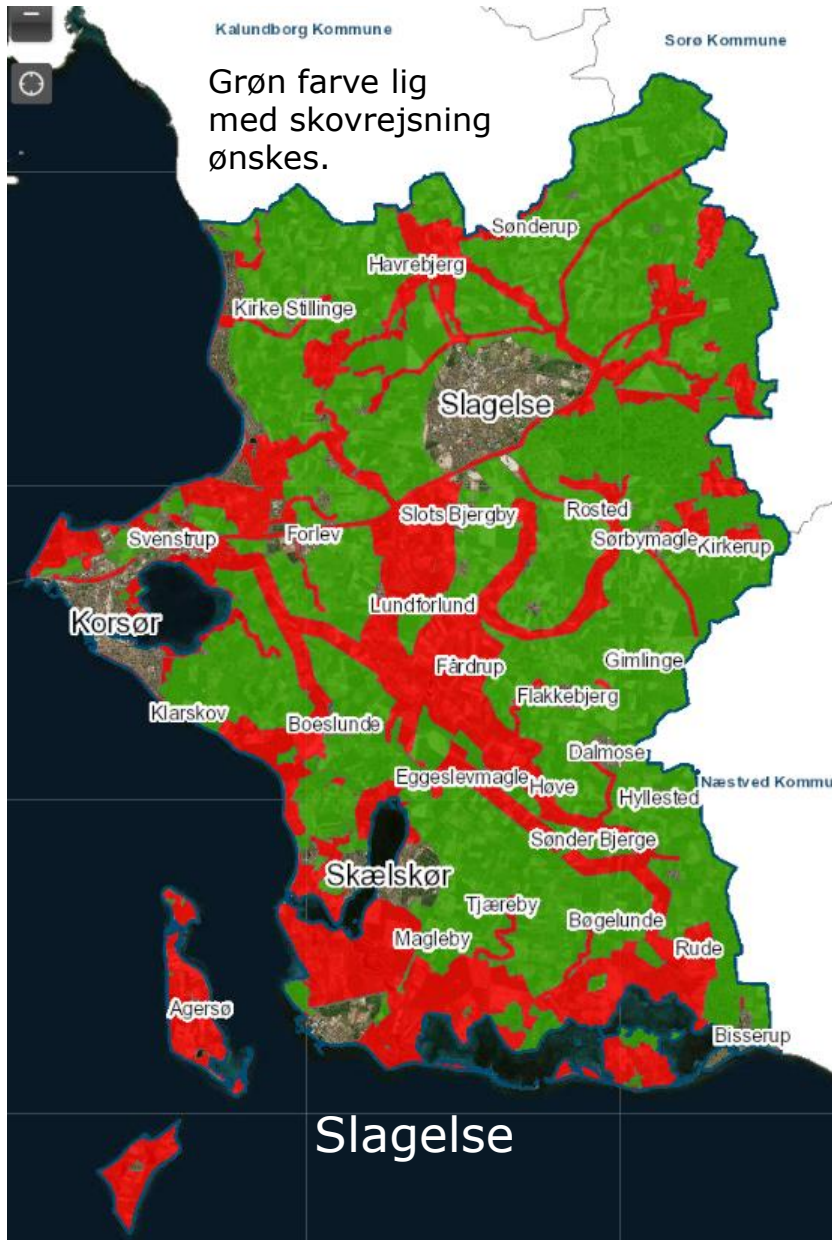 Kalundborg Kommune
Sorø Kommune
Grøn farve lig
med skovrejsning
ønskes.
Sønderup
Havrebjerg
Kirke Stillinge
Slagelse
Slots Bjergby
Rosted
Svenstrup
Forlev
Sørbymagle
Kirkerup
Korsør
Lundforlund
Fårdrup
Gimlinge
Flakkebjerg
Klarskov
Boeslunde
Dalmose
Eggeslevmagle
Høve
Næstved Kommu
Hyllested
Sønder Bjerge
Skælskør
Tjæreby
Bøgelunde
Magleby
Rude
Agersø
Bisserup
Slagelse